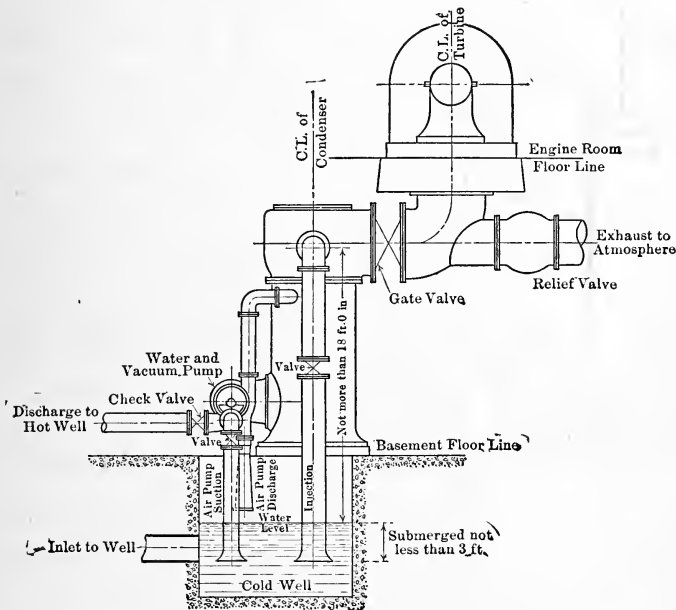 C.L. of
Turbine
C.L. of
Condenser
Engine Room
Floor Line
Exhaust to
Atmosphere
Relief Valve
Gate Valve
Not more than 18 ft.0 in
Water and
Vacuum Pump
Valve
Check Valve
Discharge to
Hot Well
Valve
Basement Floor Line
Air Pump
Suction
Air Pump
Discharge
Injection
Water
Level
Submerged not
less than 3 ft.
Inlet to Well
Cold Well